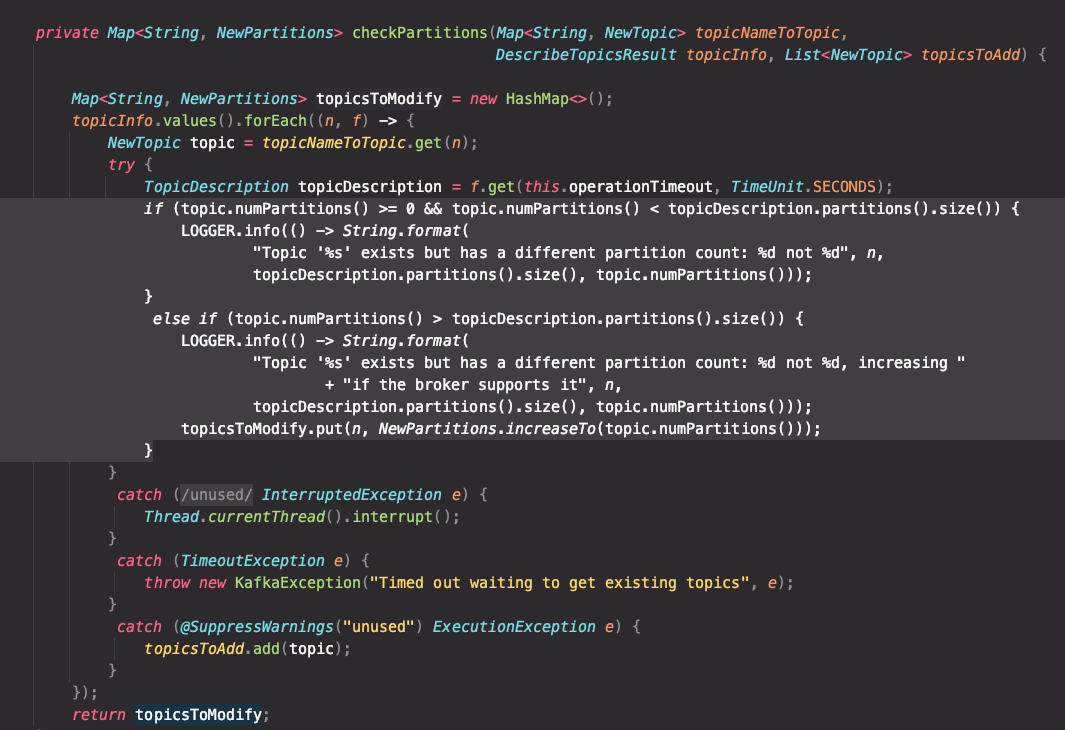 private Map<String, NewPartitions> checkPartitions(Map<String, NewTopic> topicNameToTopic,
DescribeTopicsResult topicInfo, List<NewTopic> topicsToAdd) {
Map<String, NewPartitions> topicsToModify = new HashMap<>();
topicInfo.values().forEach((n, f) -> {
NewTopic topic = topicNameToTopic.get(n);
try {
TopicDescription topicDescription = f.get(this.operationTimeout, TimeUnit.SECONDS);
if (topic.numPartitions() >= 0 && topic.numPartitions() < topicDescription.partitions().size()) {
LOGGER.info(() -> String.format(
"Topic '%s' exists but has a different partition count: %d not %d", n,
topicDescription.partitions().size(), topic.numPartitions()));
}
else if (topic.numPartitions() > topicDescription.partitions().size()) {
LOGGER.info(() -> String.format(
"Topic '%s' exists but has a different partition count: %d not %d, increasing "
+ "if the broker supports it", n,
topicDescription.partitions().size(), topic.numPartitions()));
topicsToModify.put(n, NewPartitions.increaseTo(topic.numPartitions()));
}
}
catch (/unused/ InterruptedException e) {
Thread.currentThread().interrupt();
}
catch (TimeoutException e) {
throw new KafkaException("Timed out waiting to get existing topics", e);
}
catch (@SuppressWarnings("unused") ExecutionException e) {
topicsToAdd.add(topic);
}
});
return topicsToModify;